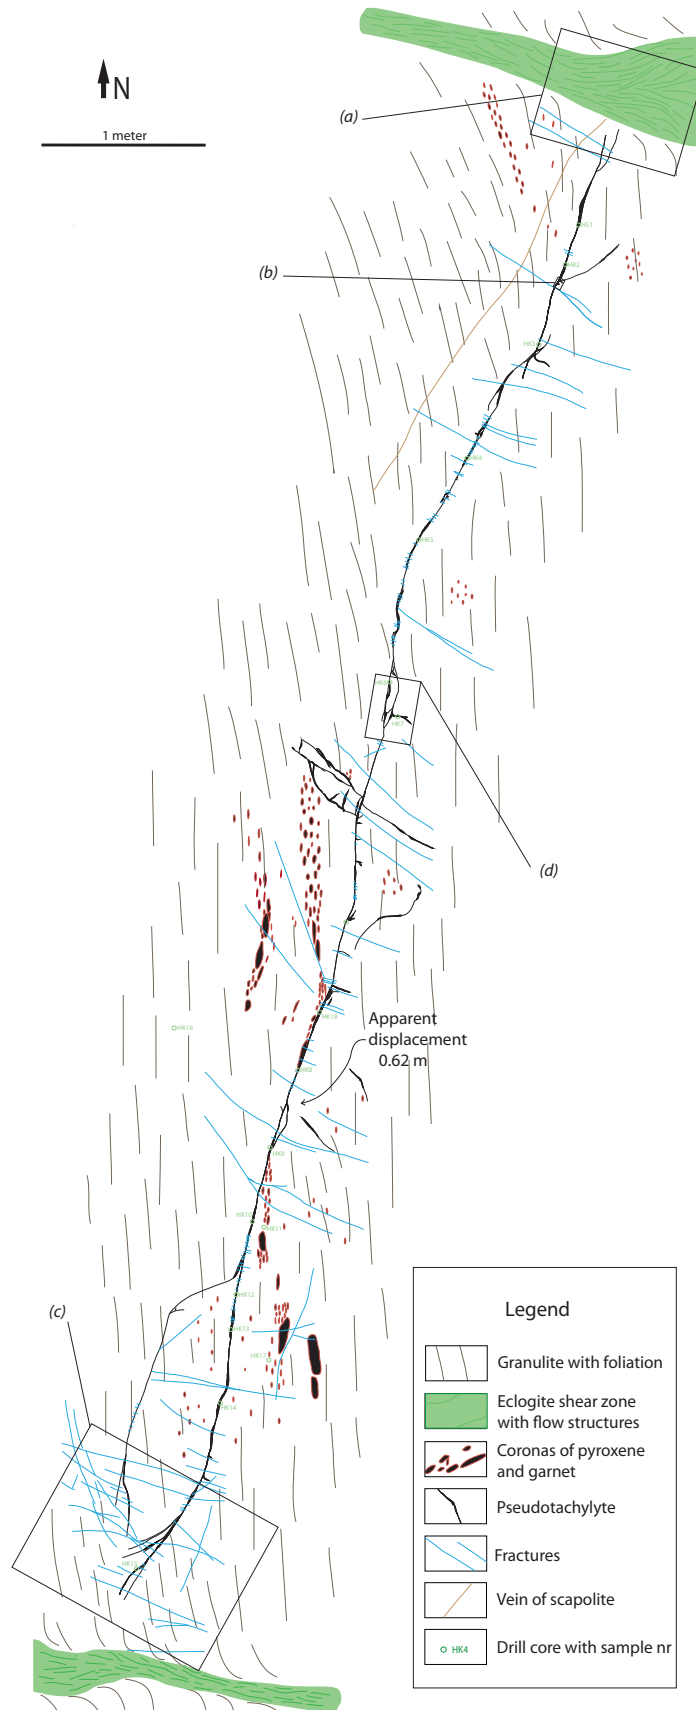 N
1 meter
(a)
HK1
(b)
HK2
HK3
HK4
HK5
HK7
(d)
HK16
HK18
Apparent
displacement
0.62 m
HK8
HK9
HK10
HK11
HK12
(c)
HK13
HK17
HK14
HK15
Legend
Granulite with foliation
Eclogite shear zone
with flow structures
Coronas of pyroxene
and garnet
Pseudotachylyte
Fractures
Vein of scapolite
HK4
Drill core with sample nr